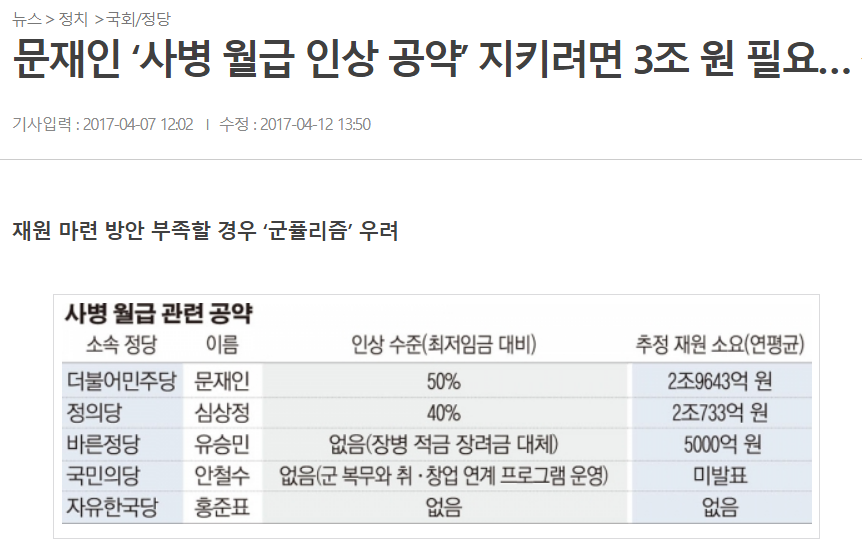 뉴스 > 정치 > 국회/정당
문재인 ‘사병 월급 인상 공약’ 지키려면 3조 원 필요…
기사입력 : 2017-04-07 12:02 ㅣ 수정 : 2017-04-12 13:50
재원 마련 방안 부족할 경우 ‘군퓰리즘’ 우려
사병 월급 관련 공약
소속 정당 이름 인상 수준(최저임금 대비) 추정 재원 소요(연평균)
더불어민주당 문재인 50% 2조9643억 원
정의당 심상정 40% 2조733억 원
바른정당 유승민 없음(장병 적금 장려금 대체) 5000억 원
국민의당 안철수 없음(군 복무와 취·창업 연계 프로그램 운영) 미발표
자유한국당 홍준표 없음 없음